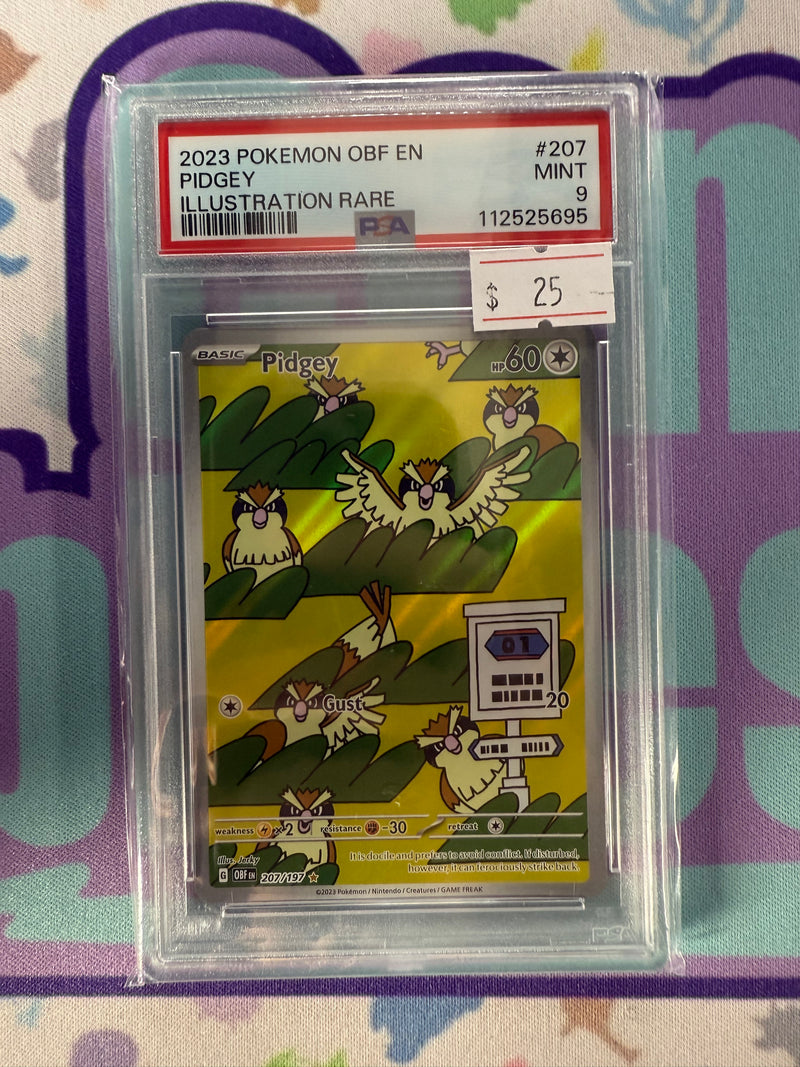 2023 POKEMON OBF EN #207
PIDGEY MINT
ILLUSTRATION RARE 9
PSA 112525695
$ 25
BASIC Pidgey HP60
01
Gust 20
weakness ×2 resistance -30 retreat
Illus. Jerky
It is docile and prefers to avoid conflict. If disturbed,
however, it can ferociously strike back.
G OBF EN 207/197
©2023 Pokémon / Nintendo / Creatures / GAME FREAK